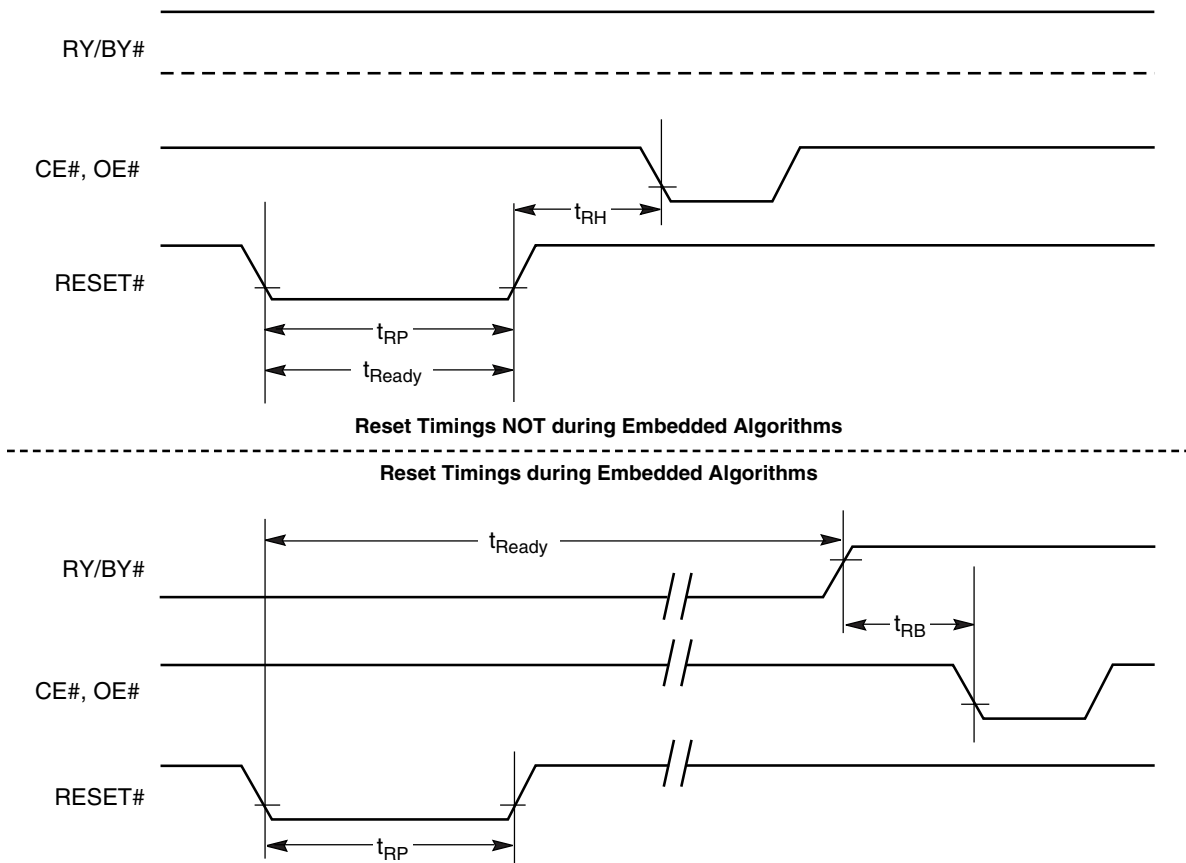 RY/BY#
CE#, OE#
tRH
RESET#
tRP
tReady
Reset Timings NOT during Embedded Algorithms
Reset Timings during Embedded Algorithms
tReady
RY/BY#
tRB
CE#, OE#
RESET#
tRP